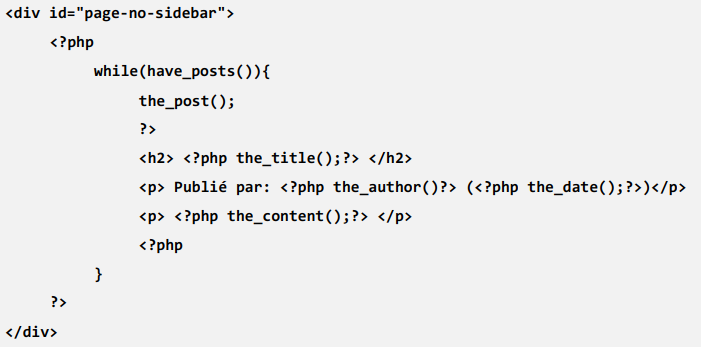 <div id="page-no-sidebar">
<?php
while(have_posts()){
the_post();
?>
<h2> <?php the_title();?> </h2>
<p> Publié par: <?php the_author()?> (<?php the_date();?>)</p>
<p> <?php the_content();?> </p>
<?php
}
?>
</div>